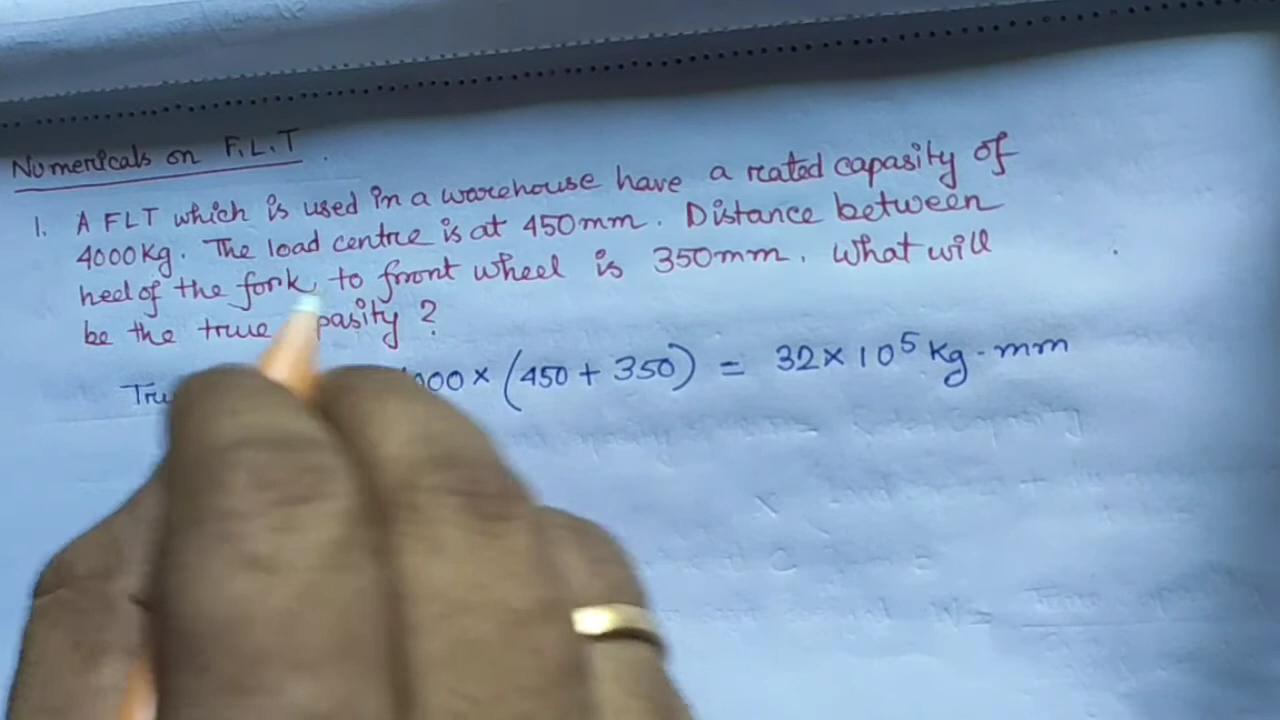 Numericals on F.L.T.
1. A FLT which is used in a warehouse have a rated capasity of
4000 Kg. The load centre is at 450mm. Distance between
heel of the fork, to front wheel is 350mm. What will
be the true pasity ?
Tru 000 × (450 + 350) = 32 × 10⁵ Kg - mm